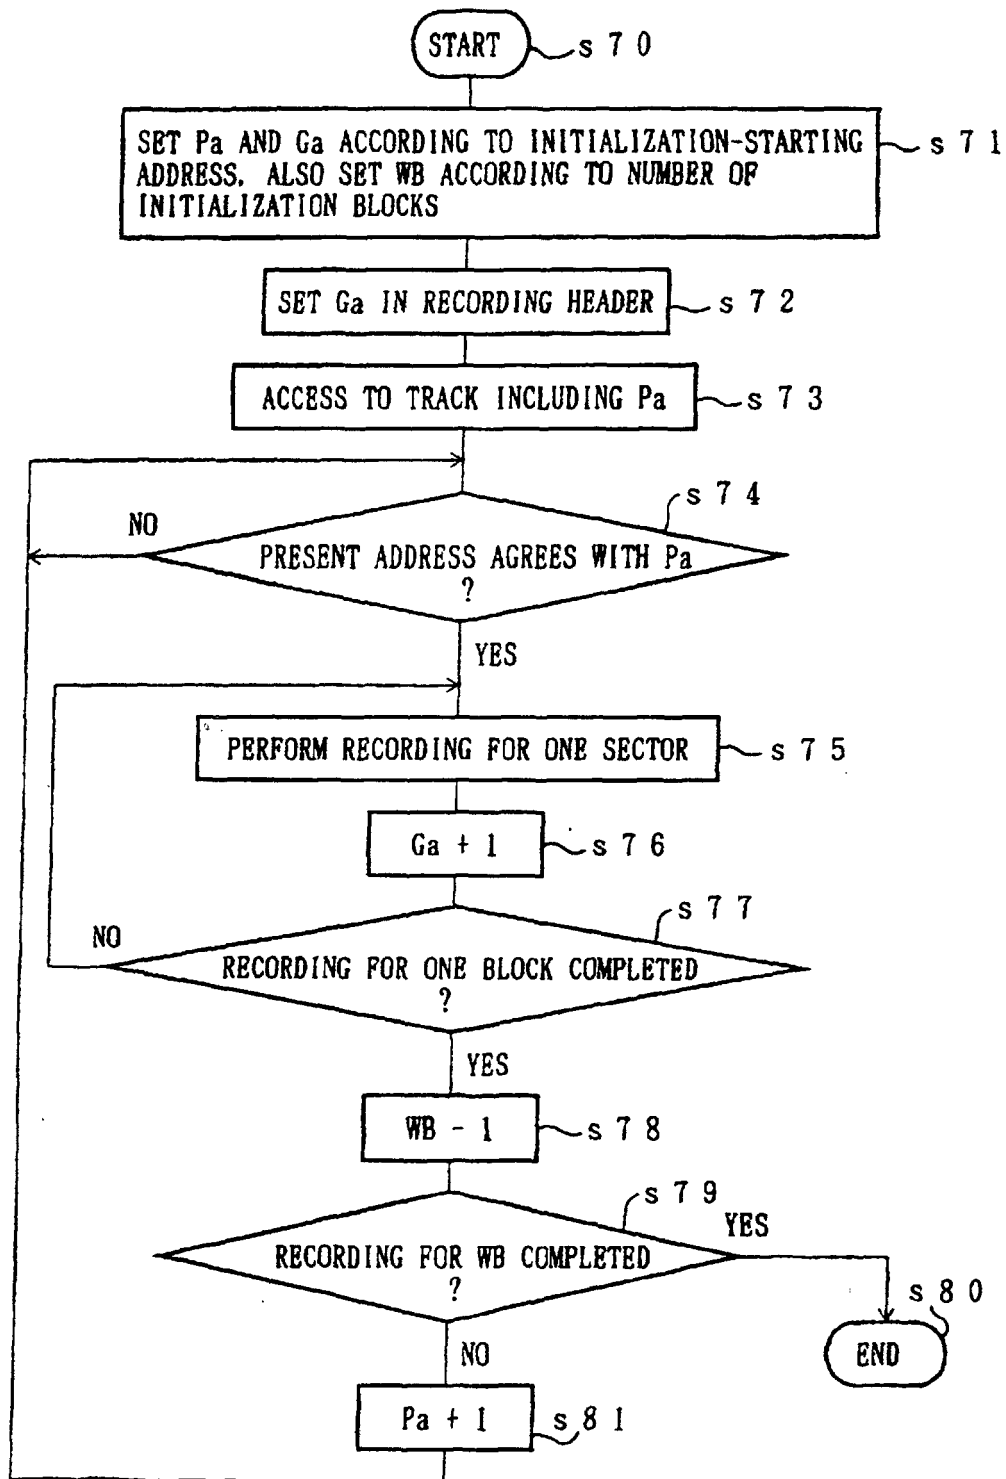 START
s 7 0
SET Pa AND Ga ACCORDING TO INITIALIZATION-STARTING
ADDRESS. ALSO SET WB ACCORDING TO NUMBER OF
INITIALIZATION BLOCKS
s 7 1
SET Ga IN RECORDING HEADER
s 7 2
ACCESS TO TRACK INCLUDING Pa
s 7 3
s 7 4
NO
PRESENT ADDRESS AGREES WITH Pa
?
YES
PERFORM RECORDING FOR ONE SECTOR
s 7 5
Ga + 1
s 7 6
s 7 7
NO
RECORDING FOR ONE BLOCK COMPLETED
?
YES
WB - 1
s 7 8
s 7 9
YES
RECORDING FOR WB COMPLETED
?
s 8 0
END
NO
Pa + 1
s 8 1